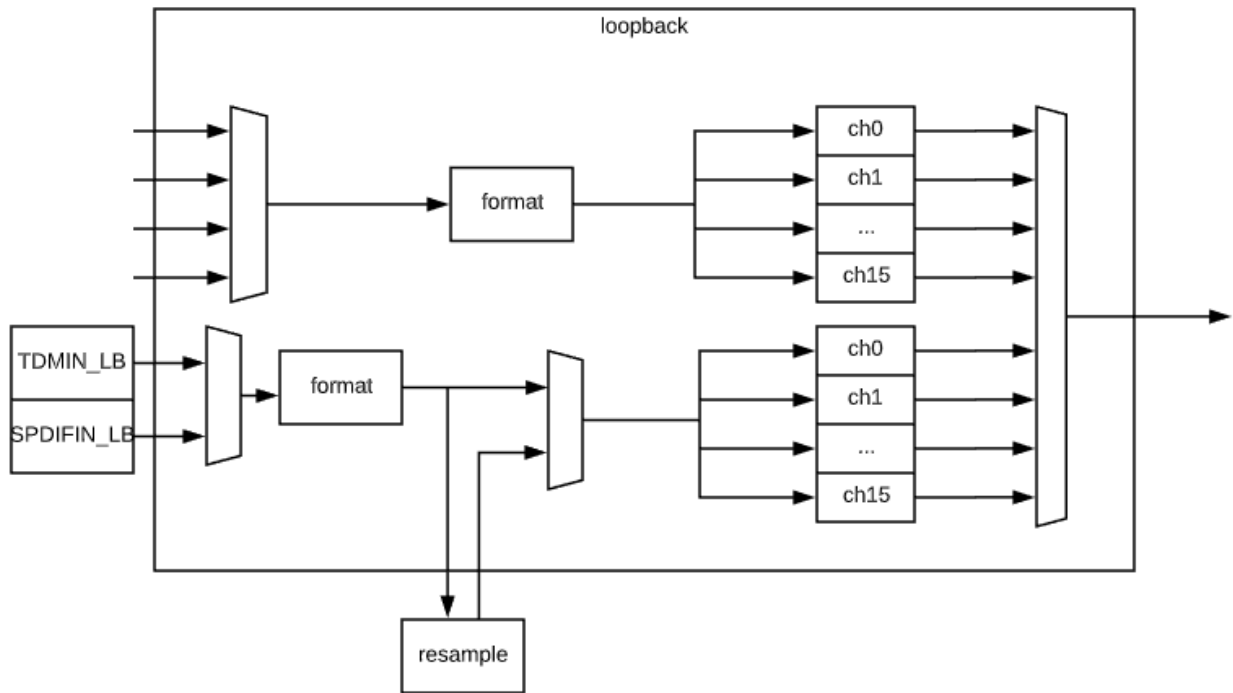 loopback
format
ch0
ch1
...
ch15
TDMIN_LB
SPDIFIN_LB
format
ch0
ch1
...
ch15
resample